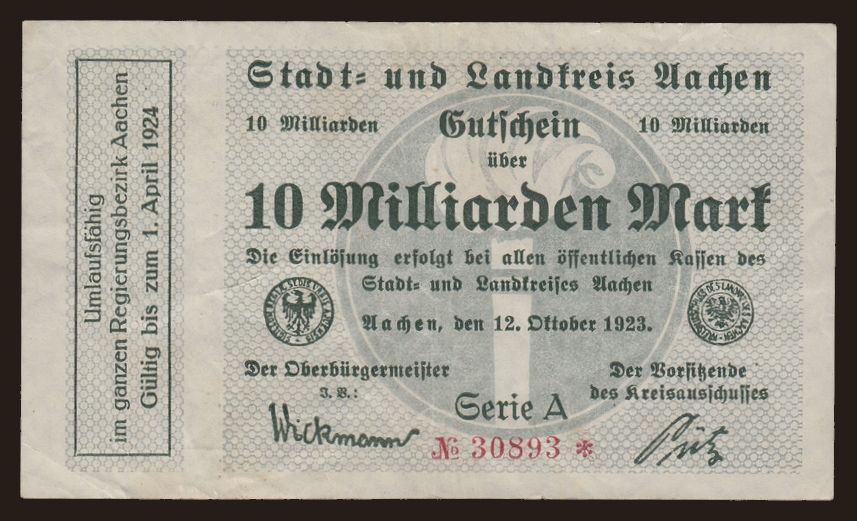 Umlaufsfähig
im ganzen Regierungsbezirk Aachen
Gültig bis zum 1. April 1924
Stadt- und Landkreis Aachen
10 Milliarden Gutschein 10 Milliarden
über
10 Milliarden Mark
Die Einlösung erfolgt bei allen öffentlichen Kassen des
Stadt- und Landkreises Aachen
Aachen, den 12. Oktober 1923.
Der Oberbürgermeister
J. V.:
Der Vorsitzende
des Kreisausschusses
Serie A
Wickmann
№ 30893 *
Pütz